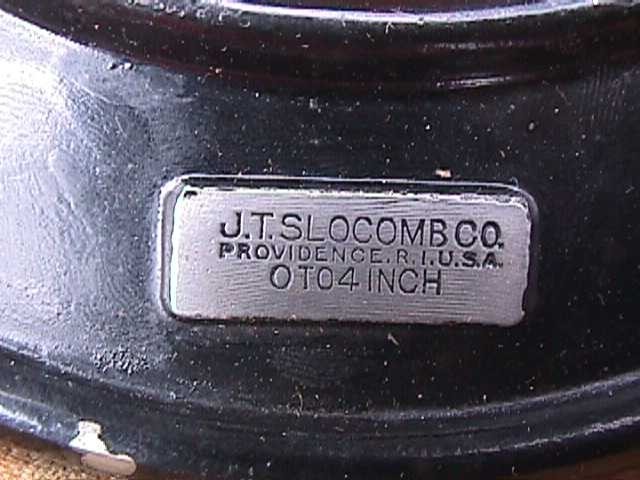 J.T.SLOCOMB CO.
PROVIDENCE, R.I.U.S.A.
0 TO 4 INCH